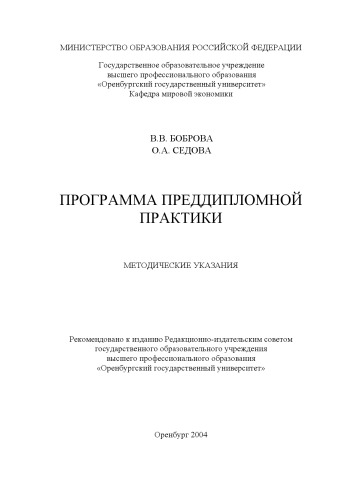 МИНИСТЕРСТВО ОБРАЗОВАНИЯ РОССИЙСКОЙ ФЕДЕРАЦИИ
Государственное образовательное учреждение
высшего профессионального образования
«Оренбургский государственный университет»
Кафедра мировой экономики
В.В. БОБРОВА
О.А. СЕДОВА
ПРОГРАММА ПРЕДДИПЛОМНОЙ
ПРАКТИКИ
МЕТОДИЧЕСКИЕ УКАЗАНИЯ
Рекомендовано к изданию Редакционно-издательским советом
государственного образовательного учреждения
высшего профессионального образования
«Оренбургский государственный университет»
Оренбург 2004